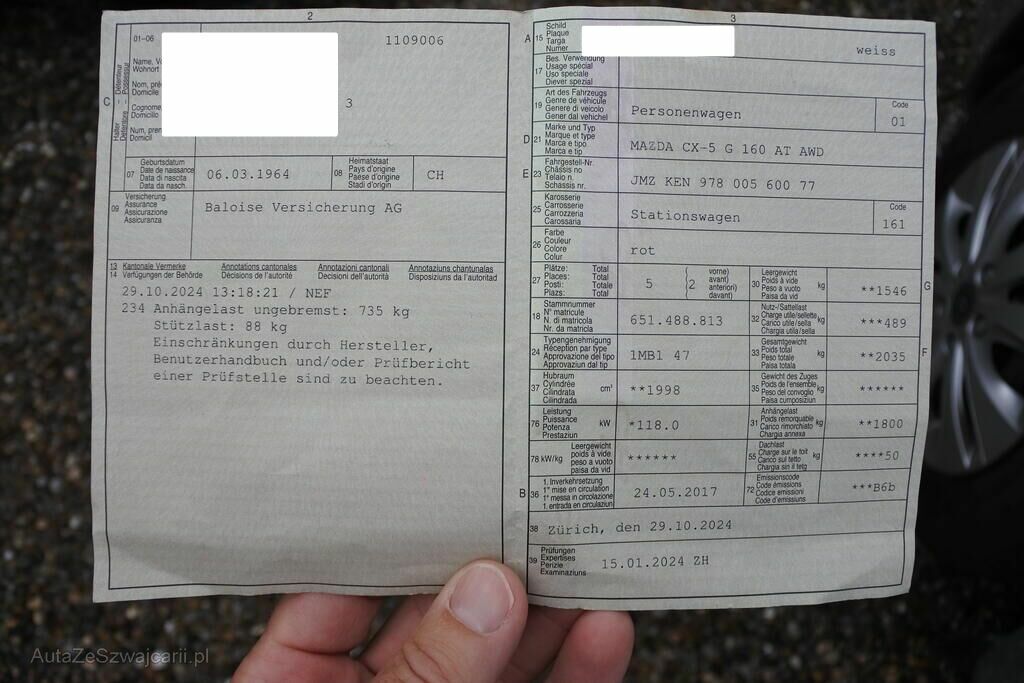 2
01-06
1109006
Name, Vo
Wohnort
Nom, pré
Domicile
Cognome
Domicilio
Num, pren
Domicil
3
C
Halter Détenteur
Detentore Possessur
07
Geburtsdatum
Date de naissance
Data di nascita
Data da nasch.
06.03.1964
08
Heimatstaat
Pays d'origine
Paese d'origine
Stadi d'origin
CH
09
Versicherung
Assurance
Assicurazione
Assicuranza
Baloise Versicherung AG
13 Kantonale Vermerke Annotations cantonales Annotazioni cantonali Annotaziuns chantunalas
14 Verfügungen der Behörde Décisions de l'autorité Decisioni dell'autorità Disposiziuns da l'autoritad
29.10.2024 13:18:21 / NEF
234 Anhängelast ungebremst: 735 kg
Stützlast: 88 kg
Einschränkungen durch Hersteller,
Benutzerhandbuch und/oder Prüfbericht
einer Prüfstelle sind zu beachten.
3
A 15
Schild
Plaque
Targa
Numer
weiss
17
Bes. Verwendung
Usage spécial
Uso speciale
Diever spezial
19
Art des Fahrzeugs
Genre de véhicule
Genere di veicolo
Gener dal vehichel
Personenwagen
Code
01
D 21
Marke und Typ
Marque et type
Marca e tipo
Marca e tip
MAZDA CX-5 G 160 AT AWD
E 23
Fahrgestell-Nr.
Châssis no
Telaio n.
Schassis nr.
JMZ KEN 978 005 600 77
25
Karosserie
Carrosserie
Carrozzeria
Carossaria
Stationswagen
Code
161
26
Farbe
Couleur
Colore
Colur
rot
27
Plätze: Total
Places: Total
Posti: Totale
Plazs: Total
5
2
vorne)
avant)
anteriori)
davant)
30
Leergewicht
Poids à vide
Peso a vuoto
Paisa da vid
kg
**1546
G
18
Stammnummer
N° matricule
N. di matricola
Nr. da matricla
651.488.813
32
Nutz-/Sattellast
Charge utile/sellette
Carico utile/sella
Chargia utila/sella
kg
***489
24
Typengenehmigung
Réception par type
Approvazione del tipo
Approvaziun dal tip
1MB1 47
33
Gesamtgewicht
Poids total
Peso totale
Paisa totala
kg
**2035
F
37
Hubraum
Cylindrée
Cilindrata
Cilindrada
cm³
**1998
35
Gewicht des Zuges
Poids de l'ensemble
Peso del convoglio
Paisa cumposiziun
kg
******
76
Leistung
Puissance
Potenza
Prestaziun
kW
*118.0
31
Anhängelast
Poids remorquable
Carico rimorchiato
Chargia annexa
kg
**1800
78 kW/kg
Leergewicht
poids à vide
peso a vuoto
paisa da vid
******
55
Dachlast
Charge sur le toit
Carico sul tetto
Chargia sin il tetg
kg
****50
B 36
1. Inverkehrsetzung
1re mise en circulation
1a messa in circolazione
1. entrada en circulaziun
24.05.2017
72
Emissionscode
Code émissions
Codice emissioni
Code d'emissiuns
***B6b
38
Zürich, den 29.10.2024
39
Prüfungen
Expertises
Perizie
Examinaziuns
15.01.2024 ZH
AutaZeSzwajcarii.pl